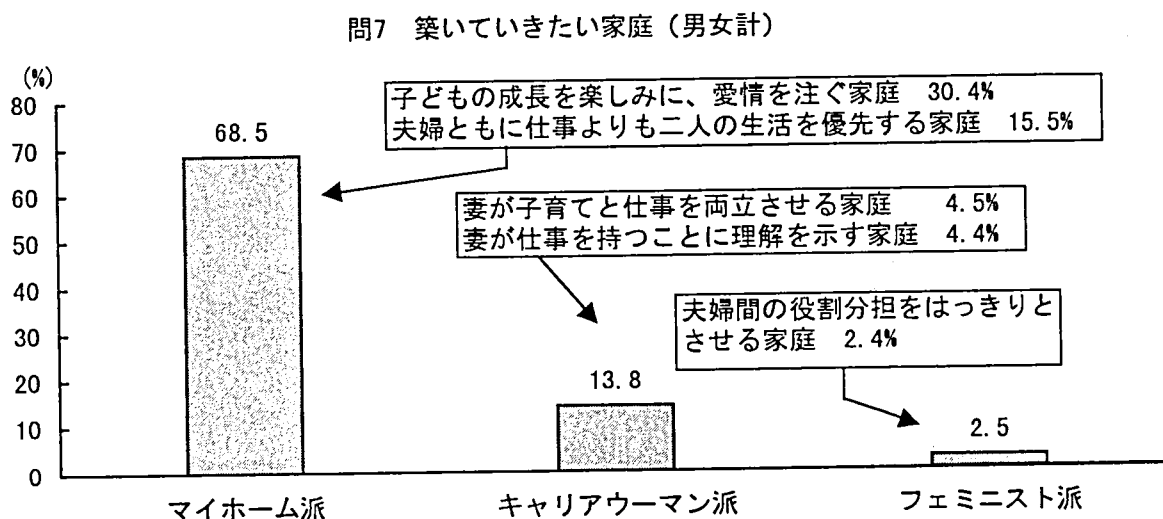 問7　築いていきたい家庭（男女計）
(%)
80
70
60
50
40
30
20
10
0
68.5
子どもの成長を楽しみに、愛情を注ぐ家庭　30.4%
夫婦ともに仕事よりも二人の生活を優先する家庭　15.5%
妻が子育てと仕事を両立させる家庭　4.5%
妻が仕事を持つことに理解を示す家庭　4.4%
夫婦間の役割分担をはっきりと
させる家庭　2.4%
13.8
2.5
マイホーム派
キャリアウーマン派
フェミニスト派